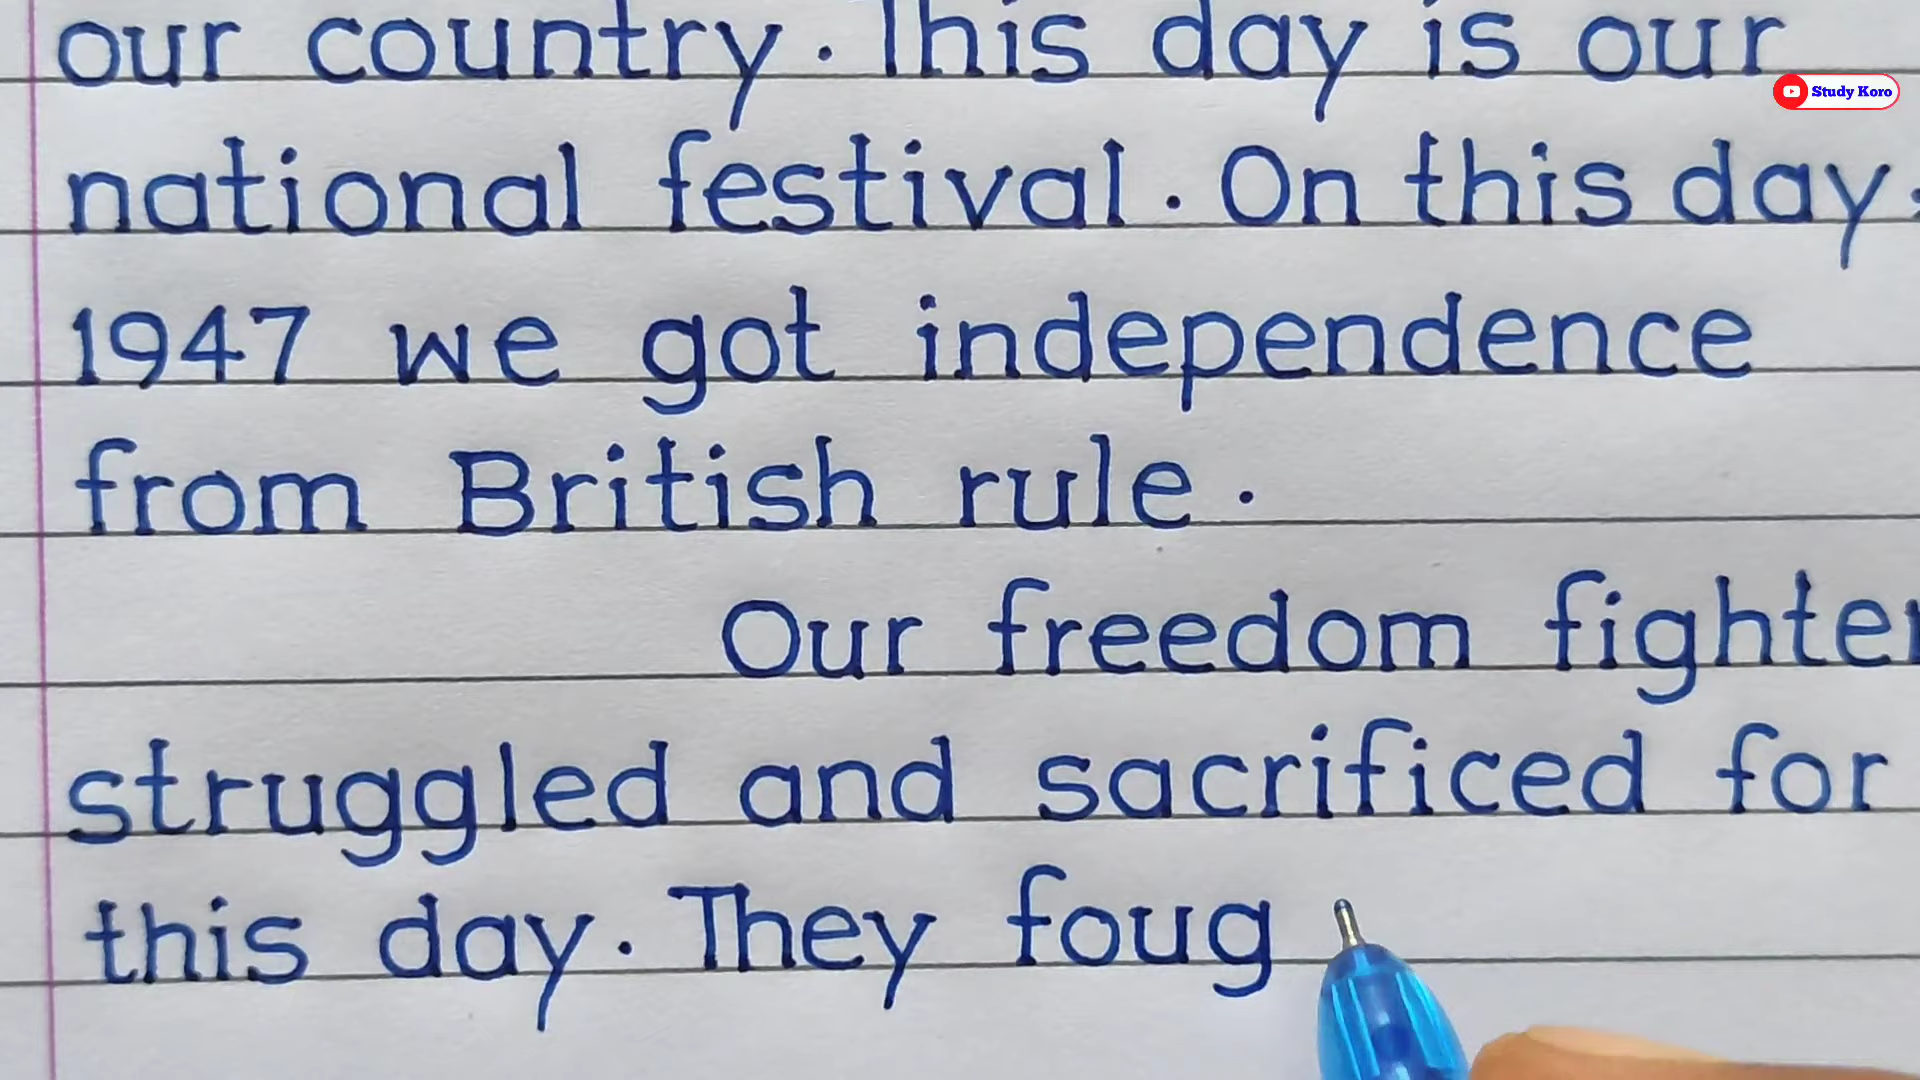 our country. This day is our
Study Koro
national festival. On this day
1947 we got independence
from British rule.
Our freedom fighter
struggled and sacrificed for
this day. They foug